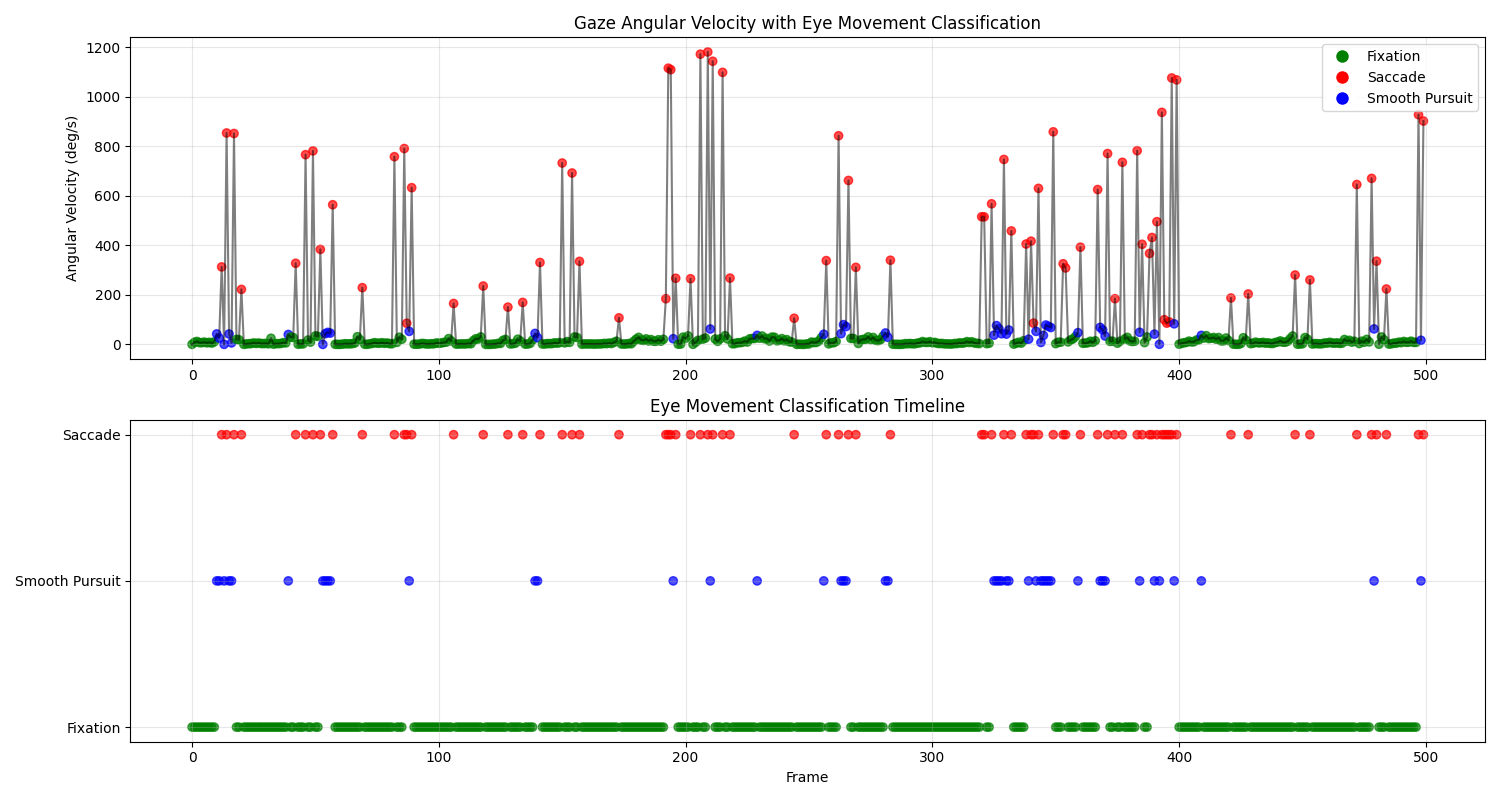 Gaze Angular Velocity with Eye Movement Classification
Angular Velocity (deg/s)
1200
1000
800
600
400
200
0
Fixation
Saccade
Smooth Pursuit
0 100 200 300 400 500
Eye Movement Classification Timeline
Saccade
Smooth Pursuit
Fixation
0 100 200 300 400 500
Frame